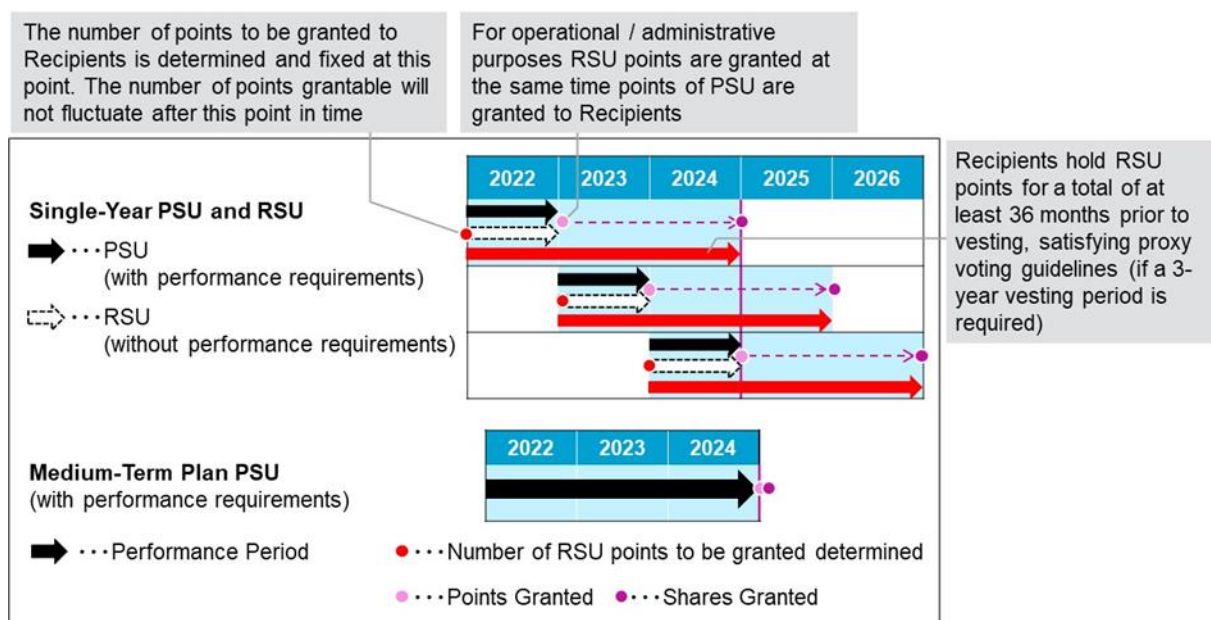 The number of points to be granted to
Recipients is determined and fixed at this
point. The number of points grantable will
not fluctuate after this point in time
For operational / administrative
purposes RSU points are granted at
the same time points of PSU are
granted to Recipients
Recipients hold RSU
points for a total of at
least 36 months prior to
vesting, satisfying proxy
voting guidelines (if a 3-
year vesting period is
required)
2022 2023 2024 2025 2026
Single-Year PSU and RSU
･･･PSU
(with performance requirements)
･･･RSU
(without performance requirements)
2022 2023 2024
Medium-Term Plan PSU
(with performance requirements)
･･･Performance Period
･･･Number of RSU points to be granted determined
･･･Points Granted
･･･Shares Granted